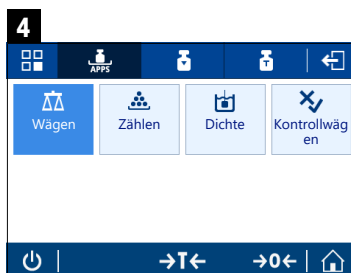 4
APPS
T
Wägen
Zählen
Dichte
Kontrollwäg
en
→T←
→0←